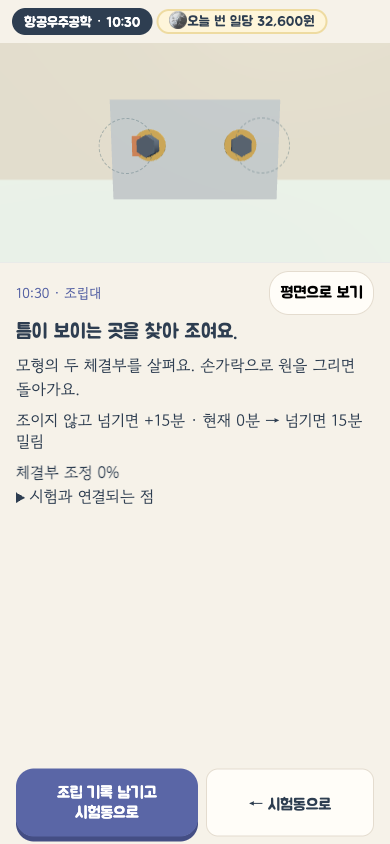 항공우주공학 · 10:30
오늘 번 일당 32,600원
10:30 · 조립대
평면으로 보기
틈이 보이는 곳을 찾아 조여요.
모형의 두 체결부를 살펴요. 손가락으로 원을 그리면
돌아가요.
조이지 않고 넘기면 +15분 · 현재 0분 → 넘기면 15분
밀림
체결부 조정 0%
▶ 시험과 연결되는 점
조립 기록 남기고
시험동으로
← 시험동으로